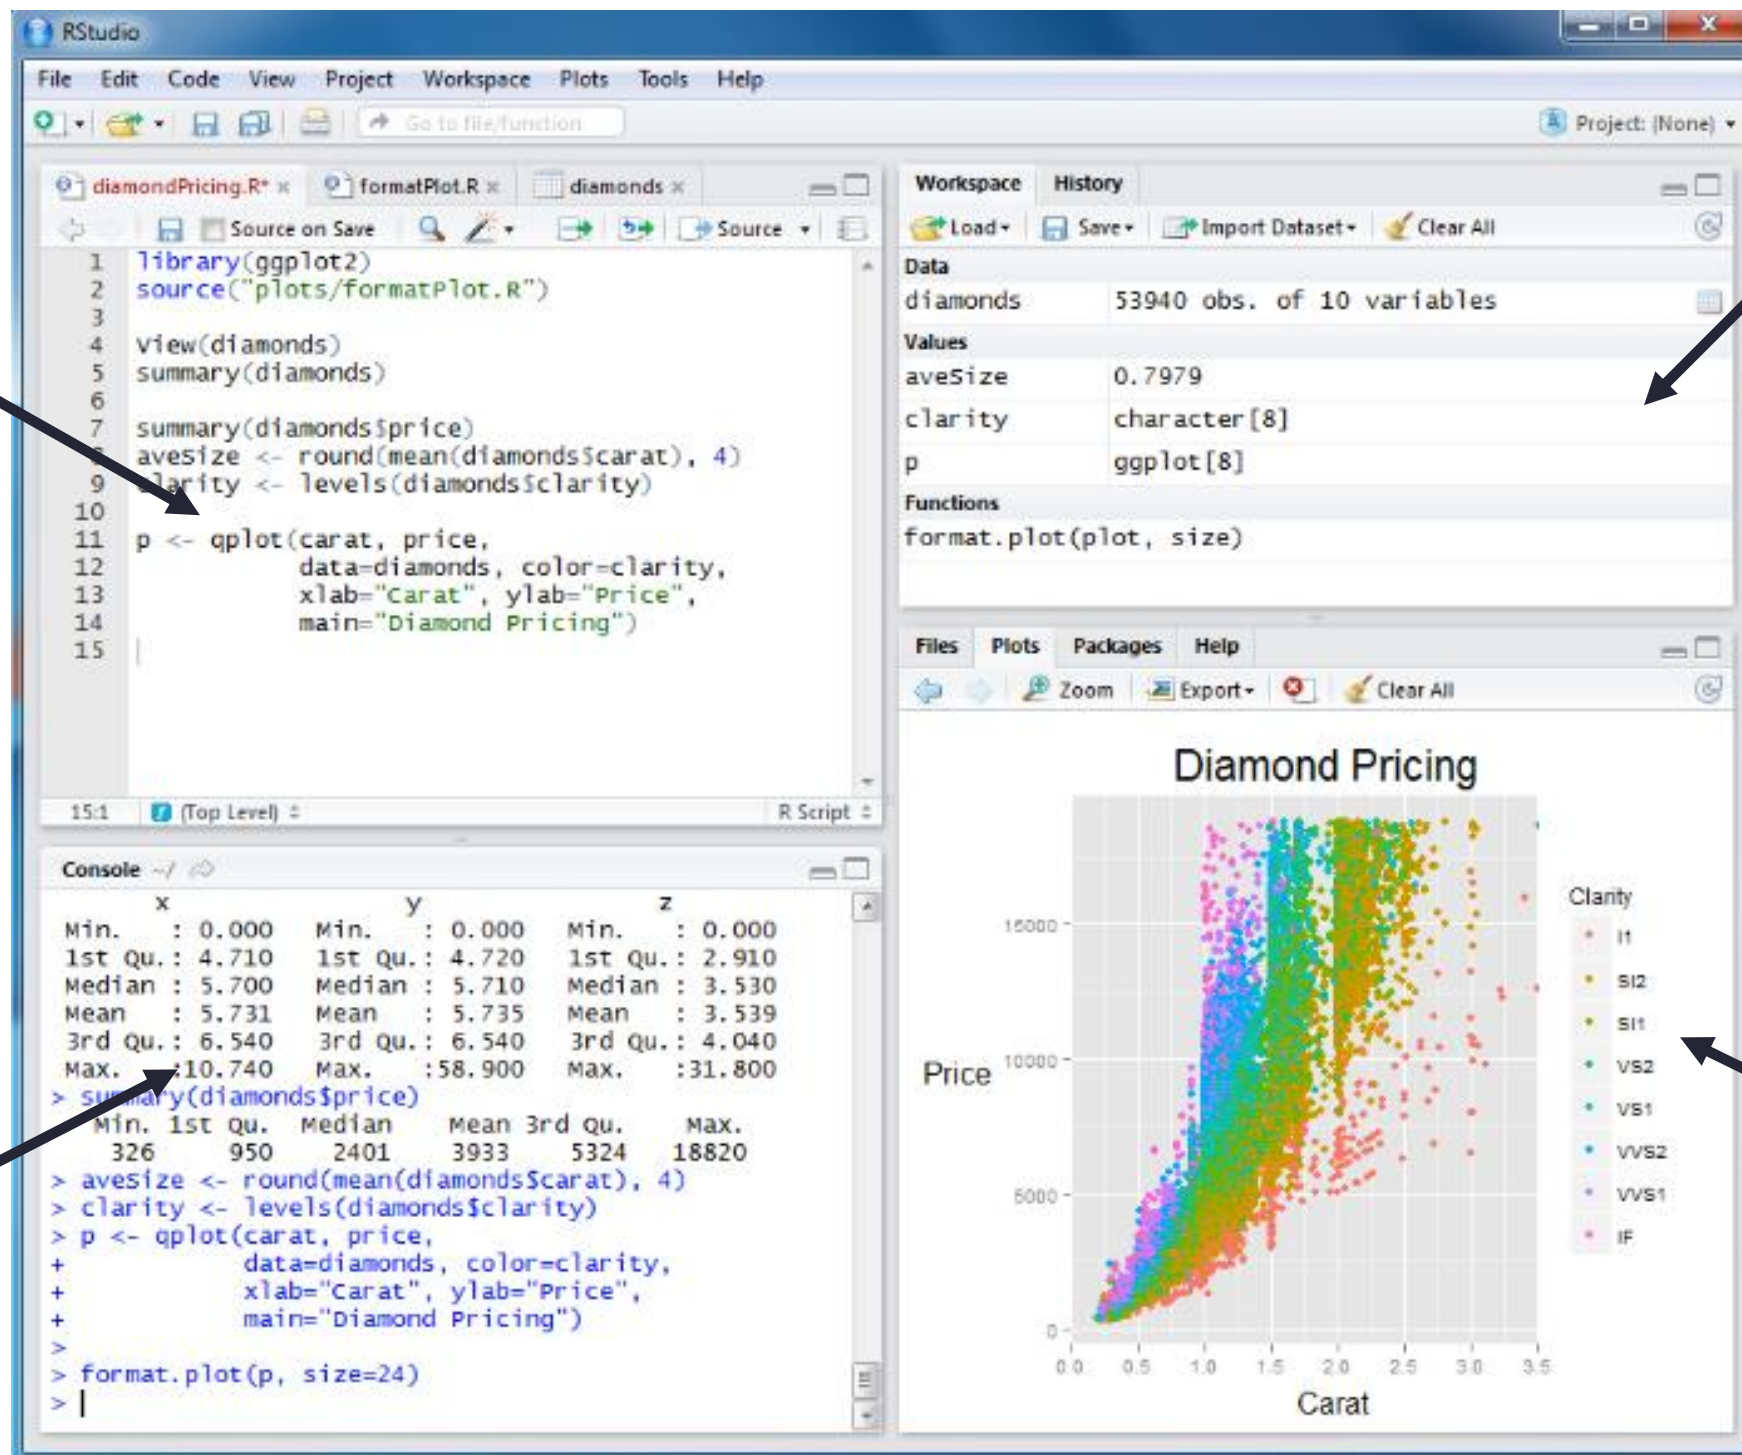 RStudio
File Edit Code View Project Workspace Plots Tools Help
Go to file/function
Project: (None)
diamondPricing.R* formatPlot.R diamonds
Source on Save Source
1 library(ggplot2)
2 source("plots/formatPlot.R")
3
4 View(diamonds)
5 summary(diamonds)
6
7 summary(diamonds$price)
8 aveSize <- round(mean(diamonds$carat), 4)
9 clarity <- levels(diamonds$clarity)
10
11 p <- qplot(carat, price,
12 data=diamonds, color=clarity,
13 xlab="Carat", ylab="Price",
14 main="Diamond Pricing")
15
15:1 (Top Level) R Script
Console ~/
x y z
Min. : 0.000 Min. : 0.000 Min. : 0.000
1st Qu.: 4.710 1st Qu.: 4.720 1st Qu.: 2.910
Median : 5.700 Median : 5.710 Median : 3.530
Mean : 5.731 Mean : 5.735 Mean : 3.539
3rd Qu.: 6.540 3rd Qu.: 6.540 3rd Qu.: 4.040
Max. :10.740 Max. :58.900 Max. :31.800
> summary(diamonds$price)
Min. 1st Qu. Median Mean 3rd Qu. Max.
326 950 2401 3933 5324 18820
> aveSize <- round(mean(diamonds$carat), 4)
> clarity <- levels(diamonds$clarity)
> p <- qplot(carat, price,
+ data=diamonds, color=clarity,
+ xlab="Carat", ylab="Price",
+ main="Diamond Pricing")
>
> format.plot(p, size=24)
>
Workspace History
Load Save Import Dataset Clear All
Data
diamonds 53940 obs. of 10 variables
Values
aveSize 0.7979
clarity character[8]
p ggplot[8]
Functions
format.plot(plot, size)
Files Plots Packages Help
Zoom Export Clear All
Diamond Pricing
Price
15000
10000
5000
0
0.0 0.5 1.0 1.5 2.0 2.5 3.0 3.5
Carat
Clarity
I1
SI2
SI1
VS2
VS1
VVS2
VVS1
IF